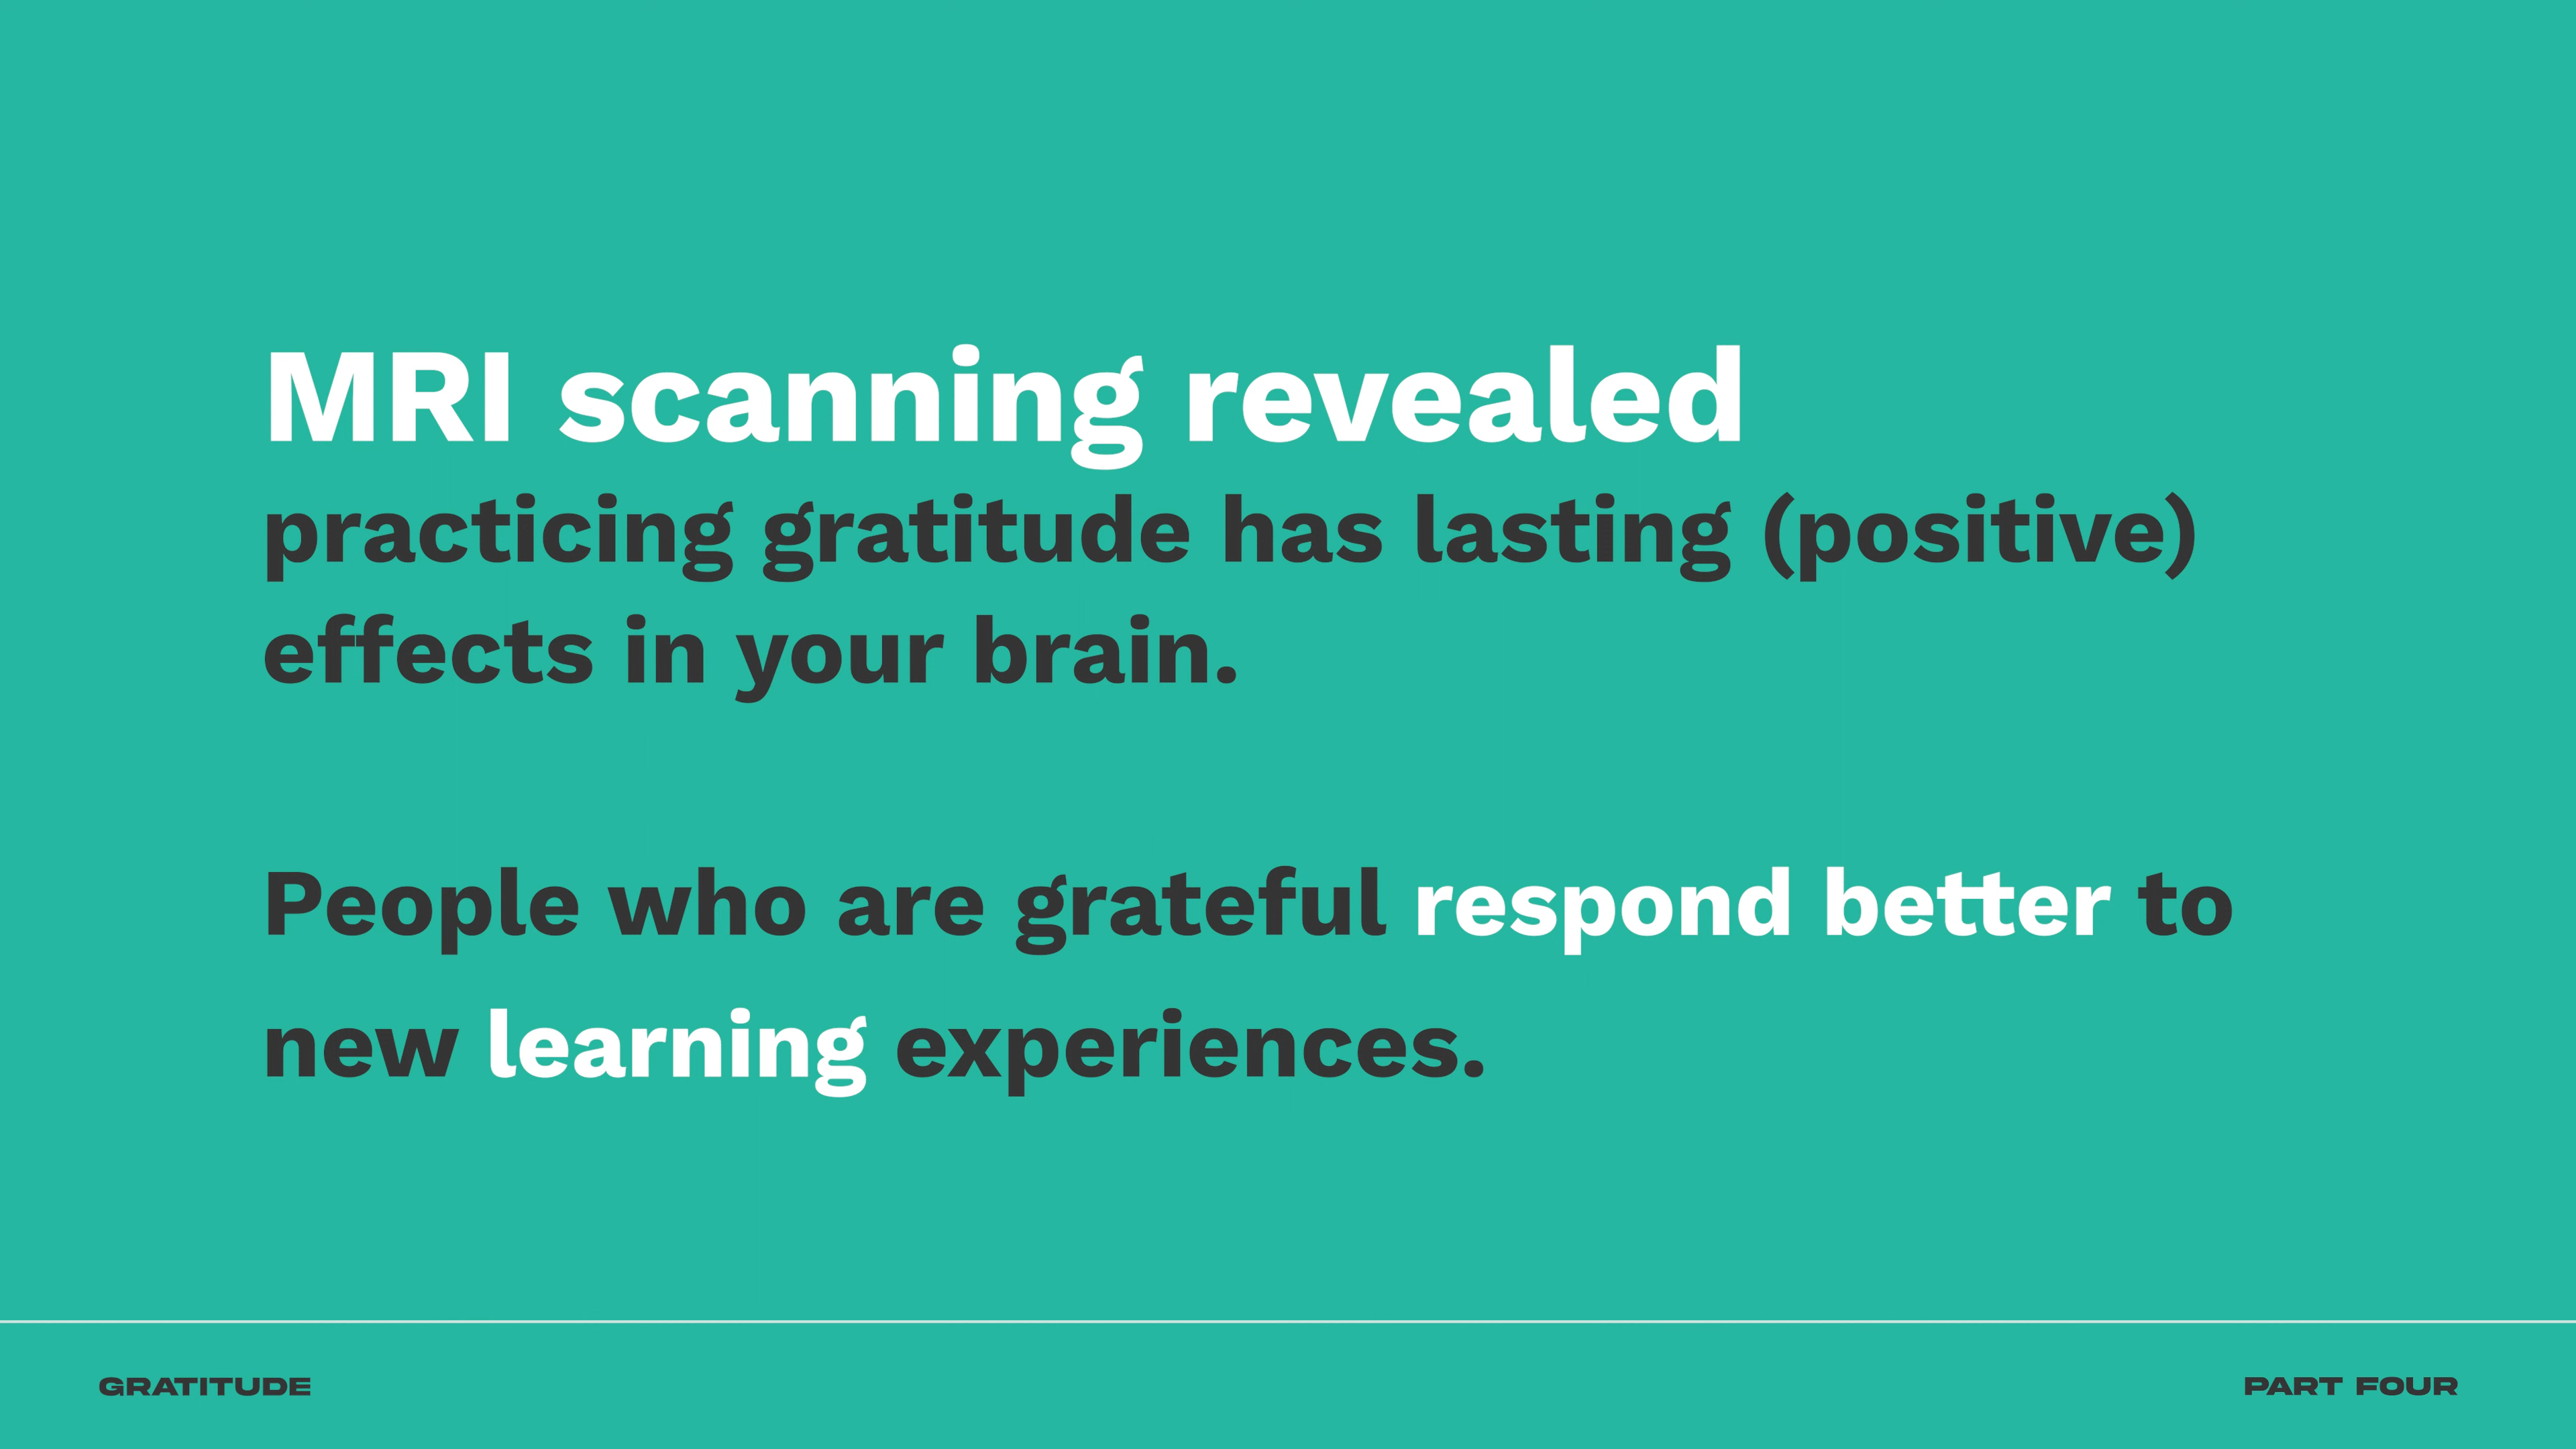 MRI scanning revealed
practicing gratitude has lasting (positive)
effects in your brain.
People who are grateful respond better to
new learning experiences.
GRATITUDE
PART FOUR